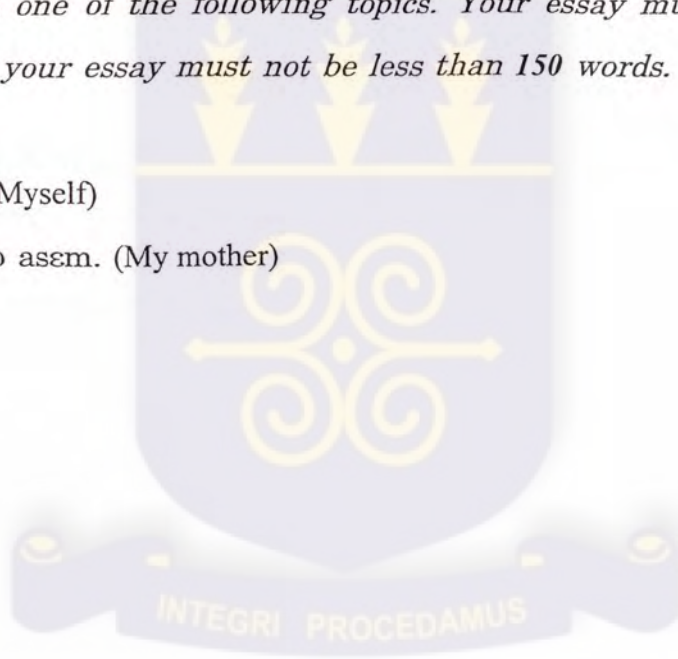 one of the following topics. Your essay mu
your essay must not be less than 150 words.
Myself)
ɔ asɛm. (My mother)
INTEGRI PROCEDAMUS